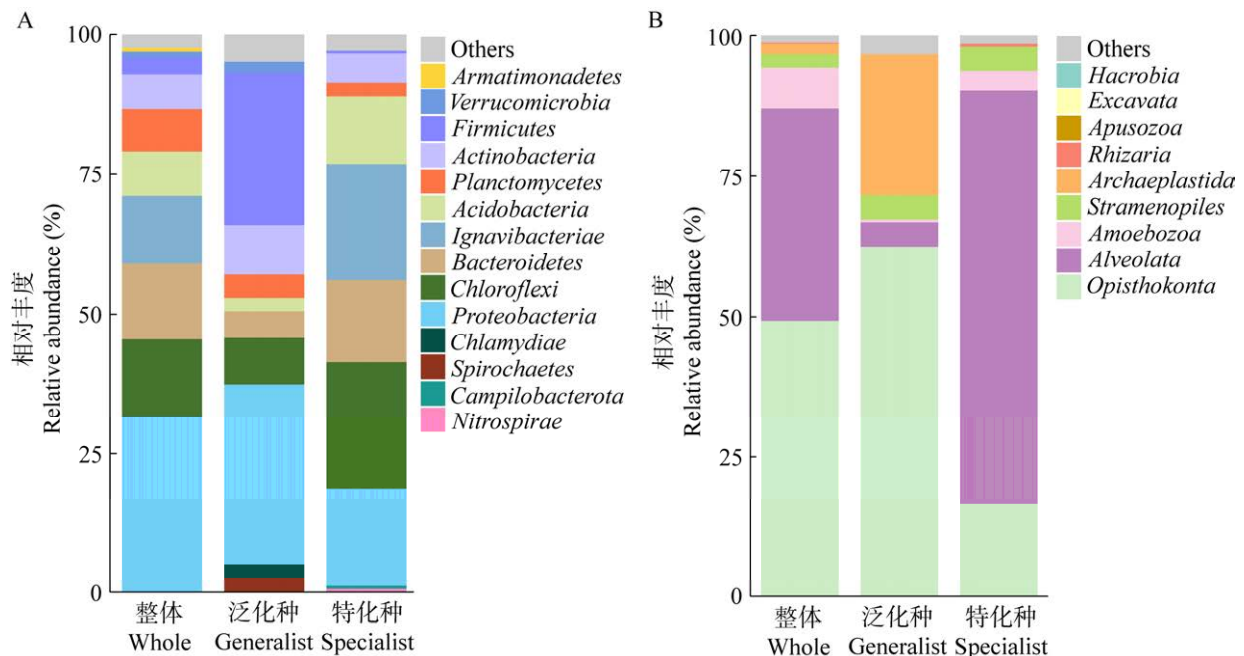 A
相对丰度
Relative abundance (%)
100
75
50
25
0
整体
Whole
泛化种
Generalist
特化种
Specialist
Others
Armatimonadetes
Verrucomicrobia
Firmicutes
Actinobacteria
Planctomycetes
Acidobacteria
Ignavibacteriae
Bacteroidetes
Chloroflexi
Proteobacteria
Chlamydiae
Spirochaetes
Campilobacterota
Nitrospirae
B
相对丰度
Relative abundance (%)
100
75
50
25
0
整体
Whole
泛化种
Generalist
特化种
Specialist
Others
Hacrobia
Excavata
Apusozoa
Rhizaria
Archaeplastida
Stramenopiles
Amoebozoa
Alveolata
Opisthokonta